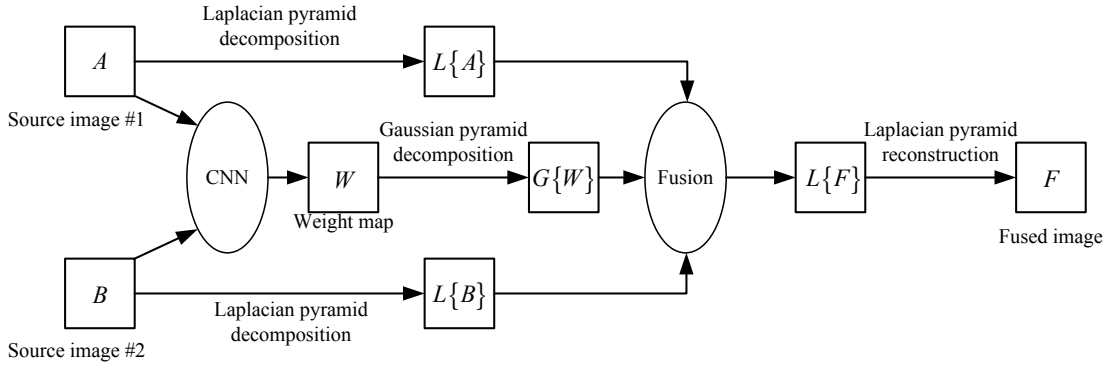 Laplacian pyramid
decomposition
A
L{A}
Source image #1
CNN
W
Weight map
Gaussian pyramid
decomposition
G{W}
Fusion
L{F}
Laplacian pyramid
reconstruction
F
Fused image
B
L{B}
Laplacian pyramid
decomposition
Source image #2